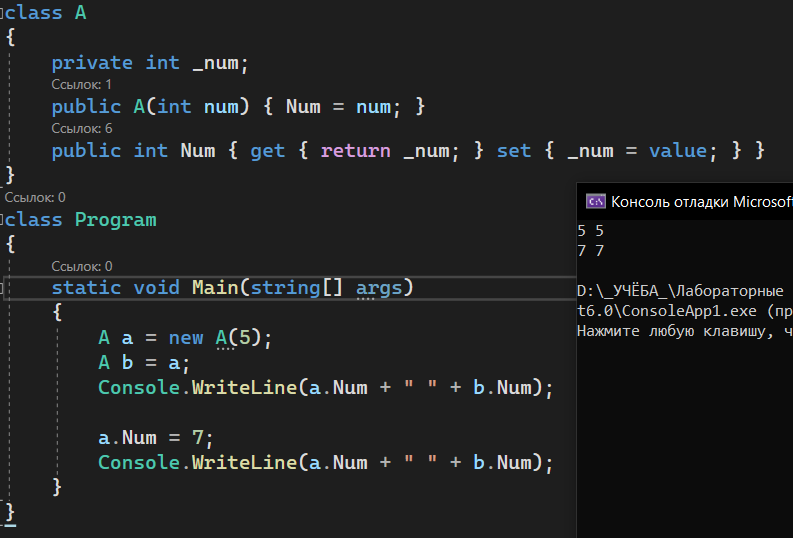 class A
{
private int _num;
Ссылок: 1
public A(int num) { Num = num; }
Ссылок: 6
public int Num { get { return _num; } set { _num = value; } }
}
Ссылок: 0
class Program
{
Ссылок: 0
static void Main(string[] args)
{
A a = new A(5);
A b = a;
Console.WriteLine(a.Num + " " + b.Num);
a.Num = 7;
Console.WriteLine(a.Num + " " + b.Num);
}
}
C:\ Консоль отладки Microsoft
5 5
7 7
D:\_УЧЁБА_\Лабораторные
t6.0\ConsoleApp1.exe (пр
Нажмите любую клавишу, ч